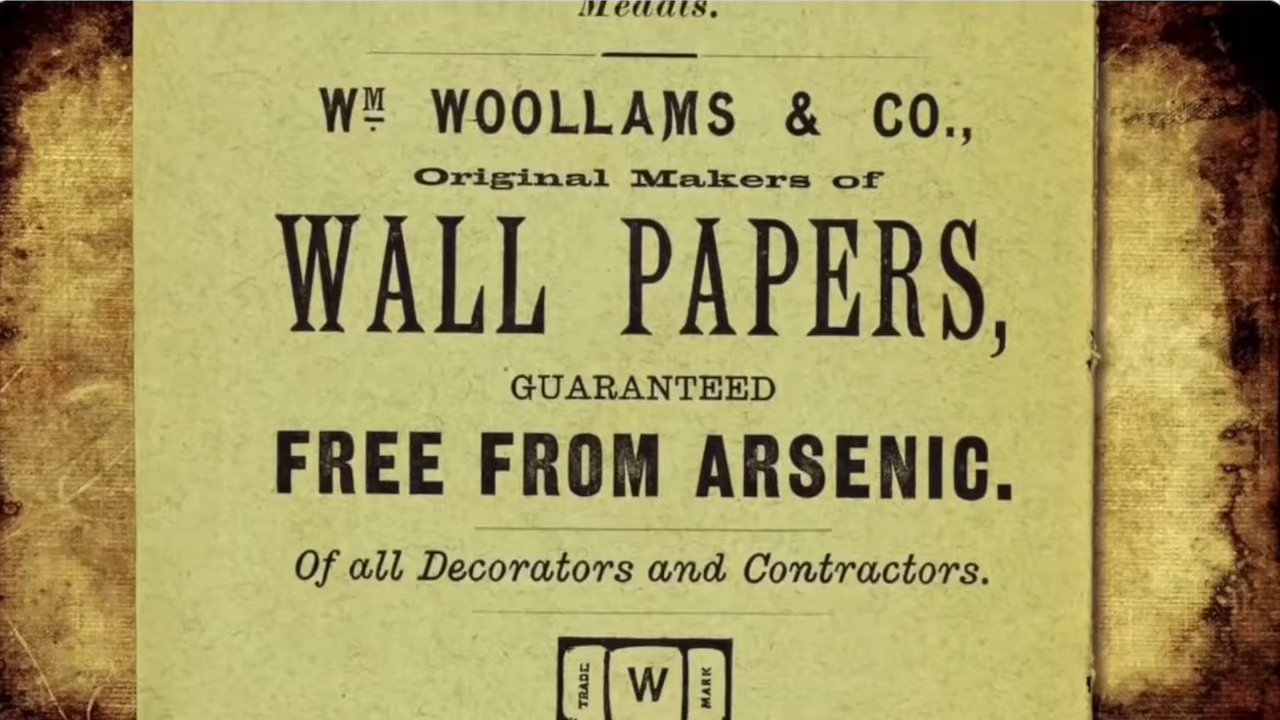 Medals.
WM WOOLLAMS & CO.,
Original Makers of
WALL PAPERS,
GUARANTEED
FREE FROM ARSENIC.
Of all Decorators and Contractors.
TRADE W MARK